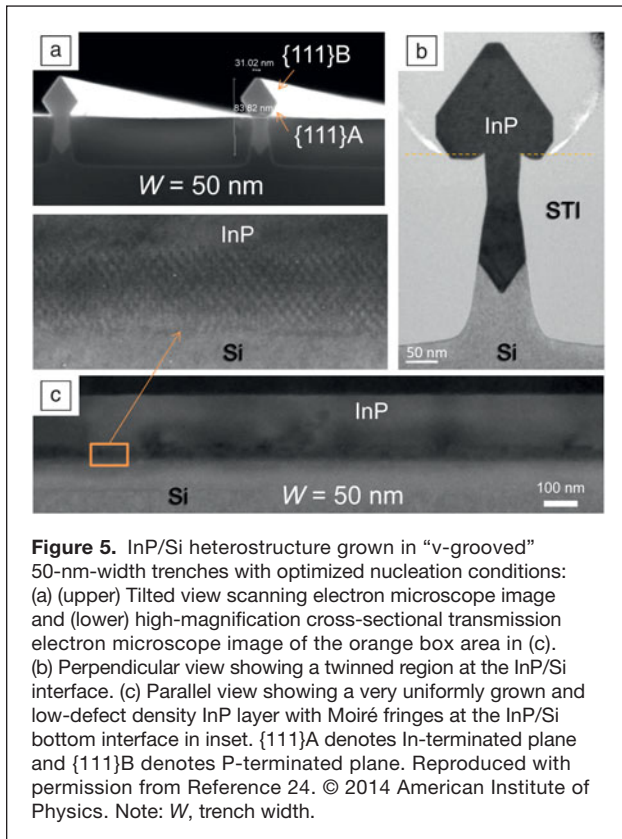 a
31.02 nm
{111}B
83.62 nm
{111}A
W = 50 nm
InP
Si
b
InP
STI
50 nm
Si
c
InP
Si
W = 50 nm
100 nm
Figure 5. InP/Si heterostructure grown in “v-grooved”
50-nm-width trenches with optimized nucleation conditions:
(a) (upper) Tilted view scanning electron microscope image
and (lower) high-magnification cross-sectional transmission
electron microscope image of the orange box area in (c).
(b) Perpendicular view showing a twinned region at the InP/Si
interface. (c) Parallel view showing a very uniformly grown and
low-defect density InP layer with Moiré fringes at the InP/Si
bottom interface in inset. {111}A denotes In-terminated plane
and {111}B denotes P-terminated plane. Reproduced with
permission from Reference 24. © 2014 American Institute of
Physics. Note: W, trench width.